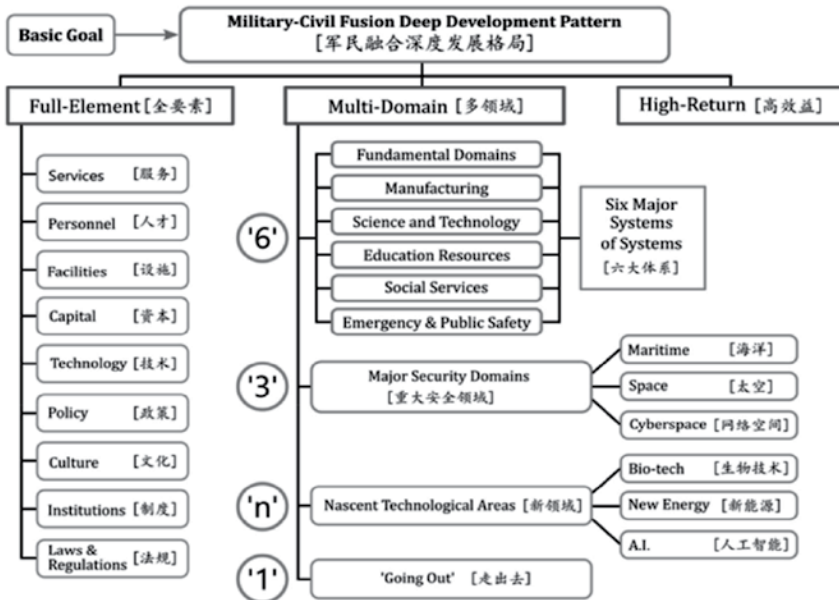 Basic Goal
Military-Civil Fusion Deep Development Pattern
[军民融合深度发展格局]
Full-Element [全要素]
Multi-Domain [多领域]
High-Return [高效益]
Services [服务]
Personnel [人才]
Facilities [设施]
Capital [资本]
Technology [技术]
Policy [政策]
Culture [文化]
Institutions [制度]
Laws &
Regulations [法规]
'6'
Fundamental Domains
Manufacturing
Science and Technology
Education Resources
Social Services
Emergency & Public Safety
Six Major
Systems
of Systems
[六大体系]
'3'
Major Security Domains
[重大安全领域]
Maritime [海洋]
Space [太空]
Cyberspace [网络空间]
'n'
Nascent Technological Areas [新领域]
Bio-tech [生物技术]
New Energy [新能源]
A.I. [人工智能]
'1'
'Going Out' [走出去]